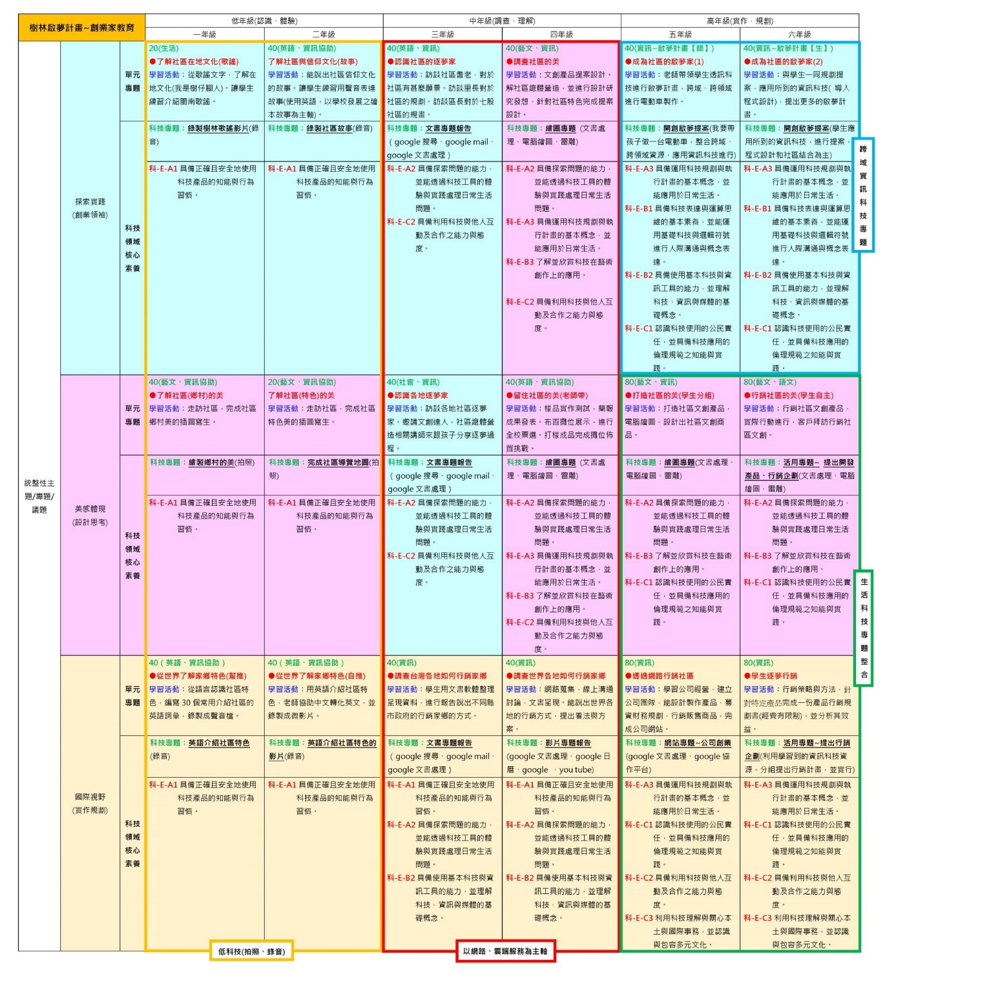 樹林啟夢計畫~創業家教育
低年級(認識、體驗)
中年級(調查、理解)
高年級(實作、規劃)
一年級
二年級
三年級
四年級
五年級
六年級
統整性主
題/專題/
議題
探索實踐
(創業領袖)
單元
專題
20(生活)
●了解社區在地文化(歌謠)
學習活動：從歌謠文字，了解在
地文化(我是樹仔腳人)。讓學生
練習介紹閩南歌謠。
40(英語、資訊協助)
了解社區與信仰文化(故事)
學習活動：能說出社區信仰文化
的故事。讓學生練習用聲音表達
故事(使用英語，以學校發展之繪
本故事為主軸)。
40(英語、資訊)
●認識社區的逐夢家
學習活動：訪談社區耆老，對於
社區有甚麼願景。訪談里長對於
社區的規劃，訪談區長對於七股
社區的規畫。
40(藝文、資訊)
●調查社區的美
學習活動：文創產品提案設計。
解社區總體營造，並進行設計研
究發想、針對社區特色完成提案
設計。
40(資訊~啟夢計畫【師】)
●成為社區的啟夢家(1)
學習活動：老師帶領學生透訊科
技進行啟夢計畫，跨域、跨領域
進行電動車製作。
40(資訊~啟夢計畫【生】)
●成為社區的啟夢家(2)
學習活動：與學生一同規劃提
案，應用所到的資訊科技( 導人
程式設計)，提出更多的啟夢計
畫。
科技專題：錄製樹林歌謠影片(錄
音)
科技專題：錄製社區故事(錄音)
科技專題：文書專題報告
（google 搜尋、google mail、
google 文書處理）
科技專題：繪圖專題 (文書處
理、電腦繪圖、雷雕)
科技專題：開創啟夢提案(我要帶
孩子做一台電動車，整合跨域、
跨領域資源，應用資訊科技進行)
科技專題：開創啟夢提案(學生應
用所到的資訊科技，進行提案，
程式設計和社區結合為主)
科技
領域
核心
素養
科-E-A1 具備正確且安全地使用
科技產品的知能與行為
習慣。
科-E-A1 具備正確且安全地使用
科技產品的知能與行為
習慣。
科-E-A2 具備探索問題的能力，
並能透過科技工具的體
驗與實踐處理日常生活
問題。
科-E-C2 具備利用科技與他人互
動及合作之能力與態
度。
科-E-A2 具備探索問題的能力，
並能透過科技工具的體
驗與實踐處理日常生活
問題。
科-E-A3 具備運用科技規劃與執
行計畫的基本概念，並
能應用於日常生活。
科-E-B3 了解並欣賞科技在藝術
創作上的應用。
科-E-C2 具備利用科技與他人互
動及合作之能力與態
度。
科-E-A3 具備運用科技規劃與執
行計畫的基本概念，並
能應用於日常生活。
科-E-B1 具備科技表達與運算思
維的基本素養，並能運
用基礎科技與邏輯符號
進行人際溝通與概念表
達。
科-E-B2 具備使用基本科技與資
訊工具的能力，並理解
科技、資訊與媒體的基
礎概念。
科-E-C1 認識科技使用的公民責
任，並具備科技應用的
倫理規範之知能與實
踐。
科-E-A3 具備運用科技規劃與執
行計畫的基本概念，並
能應用於日常生活。
科-E-B1 具備科技表達與運算思
維的基本素養，並能運
用基礎科技與邏輯符號
進行人際溝通與概念表
達。
科-E-B2 具備使用基本科技與資
訊工具的能力，並理解
科技、資訊與媒體的基
礎概念。
科-E-C1 認識科技使用的公民責
任，並具備科技應用的
倫理規範之知能與實
踐。
跨域資訊科技專題
美感體現
(設計思考)
單元
專題
40(藝文、資訊協助)
●了解社區(鄉村)的美
學習活動：走訪社區，完成社區
鄉村美的插圖寫生。
20(藝文、資訊協助)
了解社區(特色)的美
學習活動：走訪社區，完成社區
特色美的插圖寫生。
40(社會、資訊)
●認識各地逐夢家
學習活動：訪談各地社區逐夢
家。邀請文創達人，社區總體營
造相關講師來跟孩子分享逐夢過
程。
40(英語、資訊協助)
●留住社區的美(老師帶)
學習活動：樣品實作測試，簡報
成果發表。布置攤位展示，進行
全校票選。打樣成品完成攤位佈
置挑戰。
80(藝文、資訊)
●打造社區的美(學生分組)
學習活動：打造社區文創產品，
電腦繪圖，設計出社區文創商
品。
80(藝文、語文)
●行銷社區的美(學生自主)
學習活動：行銷社區文創產品，
實際行動進行，客戶拜訪行銷社
區文創。
科技專題：繪製鄉村的美(拍照)
科技專題：完成社區導覽地圖(拍
照)
科技專題：文書專題報告
（google 搜尋、google mail、
google 文書處理）
科技專題：繪圖專題 (文書處
理、電腦繪圖、雷雕)
科技專題：繪圖專題(文書處理、
電腦繪圖、雷雕)
科技專題：活用專題~ 提出開發
產品、行銷企劃(文書處理、電腦
繪圖、雷雕)
科技
領域
核心
素養
科-E-A1 具備正確且安全地使用
科技產品的知能與行為
習慣。
科-E-A1 具備正確且安全地使用
科技產品的知能與行為
習慣。
科-E-A2 具備探索問題的能力，
並能透過科技工具的體
驗與實踐處理日常生活
問題。
科-E-C2 具備利用科技與他人互
動及合作之能力與態
度。
科-E-A2 具備探索問題的能力，
並能透過科技工具的體
驗與實踐處理日常生活
問題。
科-E-A3 具備運用科技規劃與執
行計畫的基本概念，並
能應用於日常生活。
科-E-B3 了解並欣賞科技在藝術
創作上的應用。
科-E-C2 具備利用科技與他人互
動及合作之能力與態
度。
科-E-A2 具備探索問題的能力，
並能透過科技工具的體
驗與實踐處理日常生活
問題。
科-E-B3 了解並欣賞科技在藝術
創作上的應用。
科-E-C1 認識科技使用的公民責
任，並具備科技應用的
倫理規範之知能與實
踐。
科-E-A2 具備探索問題的能力，
並能透過科技工具的體
驗與實踐處理日常生活
問題。
科-E-B3 了解並欣賞科技在藝術
創作上的應用。
科-E-C1 認識科技使用的公民責
任，並具備科技應用的
倫理規範之知能與實
踐。
生活科技專題整合
國際視野
(實作規劃)
單元
專題
40（英語、資訊協助）
●從世界了解家鄉特色(幫推)
學習活動：從語言認識社區特
色，編寫 30 個常用介紹社區的
英語詞彙，錄製成聲音檔。
40（英語、資訊協助）
●從世界了解家鄉特色(自推)
學習活動：用英語介紹社區特
色，老師協助中文轉化英文，並
錄製成微影片。
40(資訊)
●調查台灣各地如何行銷家鄉
學習活動：學生用文書軟體整理
呈現資料，進行報告說出不同縣
市政府的行銷家鄉的方式。
40(資訊)
●調查世界各地如何行銷家鄉
學習活動：網路蒐集，線上溝通
討論，文書呈現。能說出世界各
地的行銷方式，提出看法與方
案。
80(資訊)
●透過網路行銷社區
學習活動：學習公司經營，建立
公司團隊，能設計製作產品，募
資財務規劃，行銷販售商品，完
成公司網站。
80(資訊)
●學生逐夢行銷
學習活動：行銷策略與方法，針
對特定產品完成一份產品行銷規
劃書(經費有限制)，並分析其效
益。
科技專題：英語介紹社區特色
(錄音)
科技專題：英語介紹社區特色的
影片(錄音)
科技專題：文書專題報告
（google 搜尋、google mail、
google 文書處理）
科技專題：影片專題報告
(google 文書處理、google 日
曆、google 、you tube)
科技專題：網站專題~公司創業
(google 文書處理、google 協
作平台)
科技專題：活用專題~提出行銷
企劃(利用學習到的資訊科技資
源，分組提出行銷計畫，並實行)
科技
領域
核心
素養
科-E-A1 具備正確且安全地使用
科技產品的知能與行為
習慣。
科-E-A1 具備正確且安全地使用
科技產品的知能與行為
習慣。
科-E-A1 具備正確且安全地使用
科技產品的知能與行為
習慣。
科-E-A2 具備探索問題的能力，
並能透過科技工具的體
驗與實踐處理日常生活
問題。
科-E-B2 具備使用基本科技與資
訊工具的能力，並理解
科技、資訊與媒體的基
礎概念。
科-E-A1 具備正確且安全地使用
科技產品的知能與行為
習慣。
科-E-A2 具備探索問題的能力，
並能透過科技工具的體
驗與實踐處理日常生活
問題。
科-E-B2 具備使用基本科技與資
訊工具的能力，並理解
科技、資訊與媒體的基
礎概念。
科-E-A3 具備運用科技規劃與執
行計畫的基本概念，並
能應用於日常生活。
科-E-C1 認識科技使用的公民責
任，並具備科技應用的
倫理規範之知能與實
踐。
科-E-C2 具備利用科技與他人互
動及合作之能力與態
度。
科-E-C3 利用科技理解與關心本
土與國際事務，並認識
與包容多元文化。
科-E-A3 具備運用科技規劃與執
行計畫的基本概念，並
能應用於日常生活。
科-E-C1 認識科技使用的公民責
任，並具備科技應用的
倫理規範之知能與實
踐。
科-E-C2 具備利用科技與他人互
動及合作之能力與態
度。
科-E-C3 利用科技理解與關心本
土與國際事務，並認識
與包容多元文化。
低科技(拍照、錄音)
以網路、雲端服務為主軸